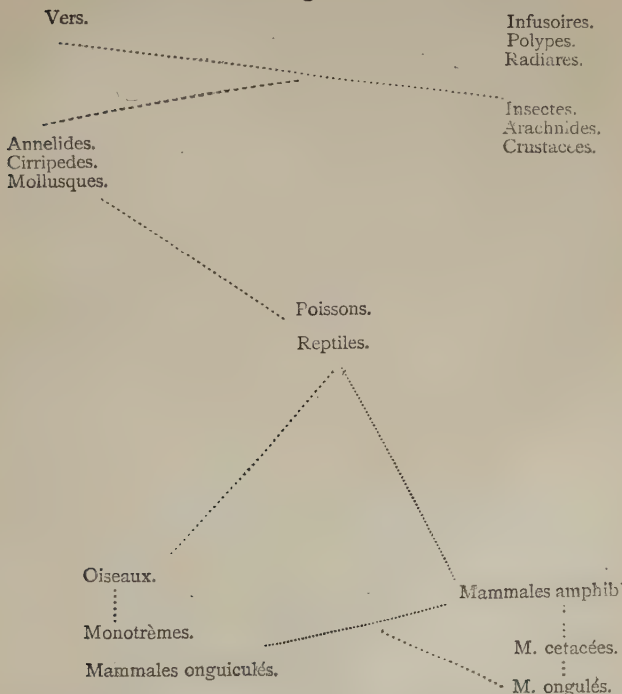 Vers.
Infusoires.
Polypes.
Radiares.
Insectes.
Arachnides.
Crustacées.
Annelides.
Cirripedes.
Mollusques.
Poissons.
Reptiles.
Oiseaux.
Mammales amphib
Monotrèmes.
M. cetacées.
Mammales onguiculés.
M. ongulés.